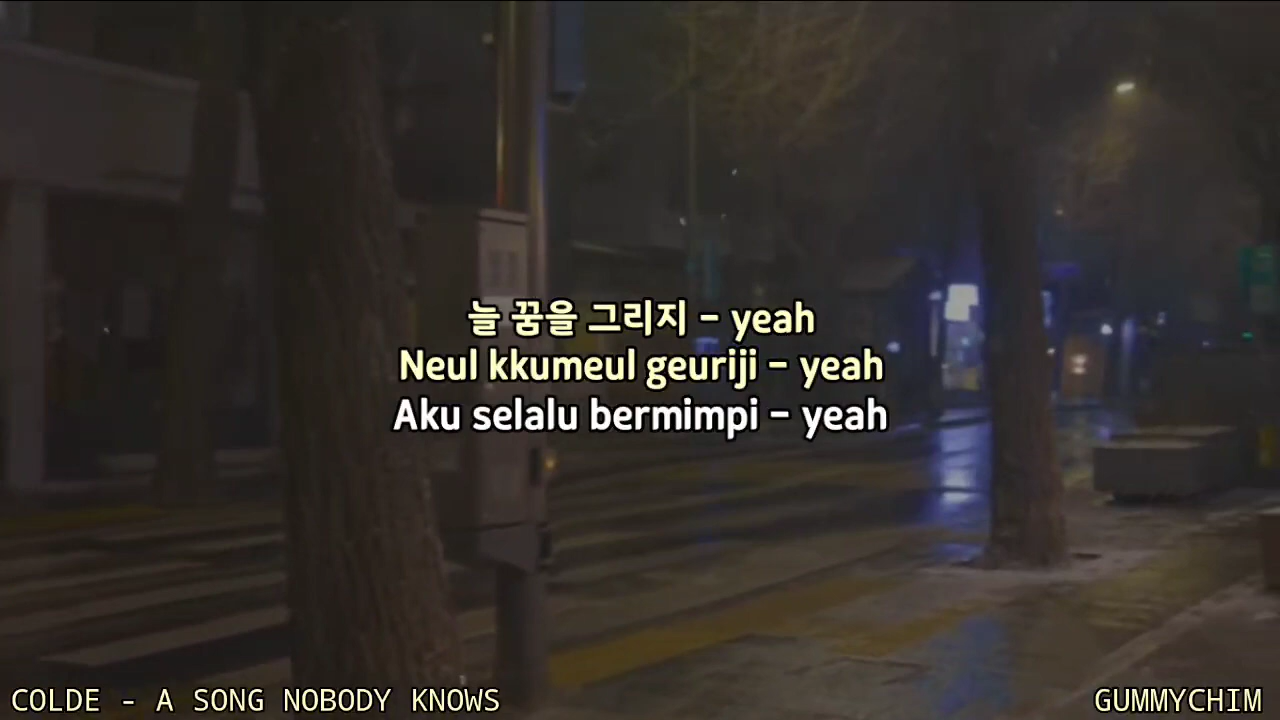 늘 꿈을 그리지 – yeah
Neul kkumeul geuriji – yeah
Aku selalu bermimpi – yeah
COLDE - A SONG NOBODY KNOWS
GUMMYCHIM